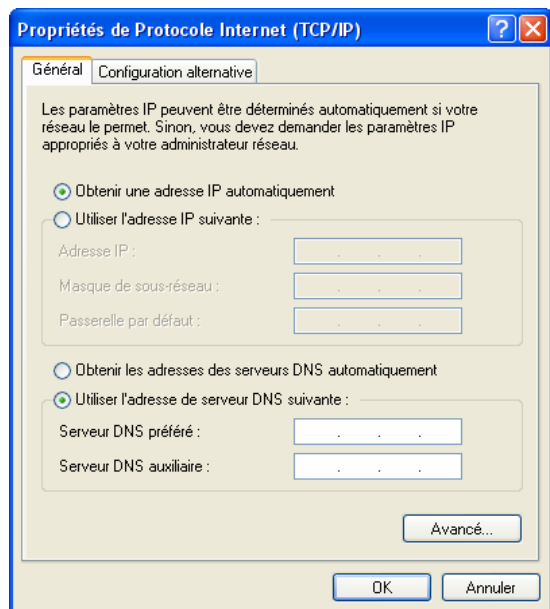 Propriétés de Protocole Internet (TCP/IP)
Général
Configuration alternative
Les paramètres IP peuvent être déterminés automatiquement si votre
réseau le permet. Sinon, vous devez demander les paramètres IP
appropriés à votre administrateur réseau.
Obtenir une adresse IP automatiquement
Utiliser l'adresse IP suivante :
Adresse IP :
Masque de sous-réseau :
Passerelle par défaut :
Obtenir les adresses des serveurs DNS automatiquement
Utiliser l'adresse de serveur DNS suivante :
Serveur DNS préféré :
Serveur DNS auxiliaire :
Avancé...
OK
Annuler